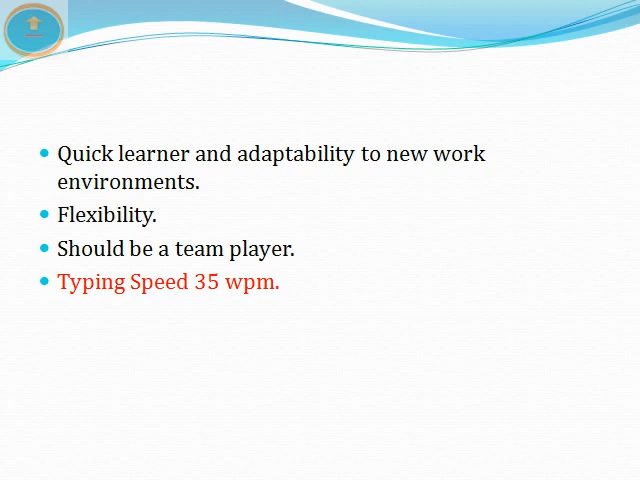 Quick learner and adaptability to new work
environments.
Flexibility.
Should be a team player.
Typing Speed 35 wpm.